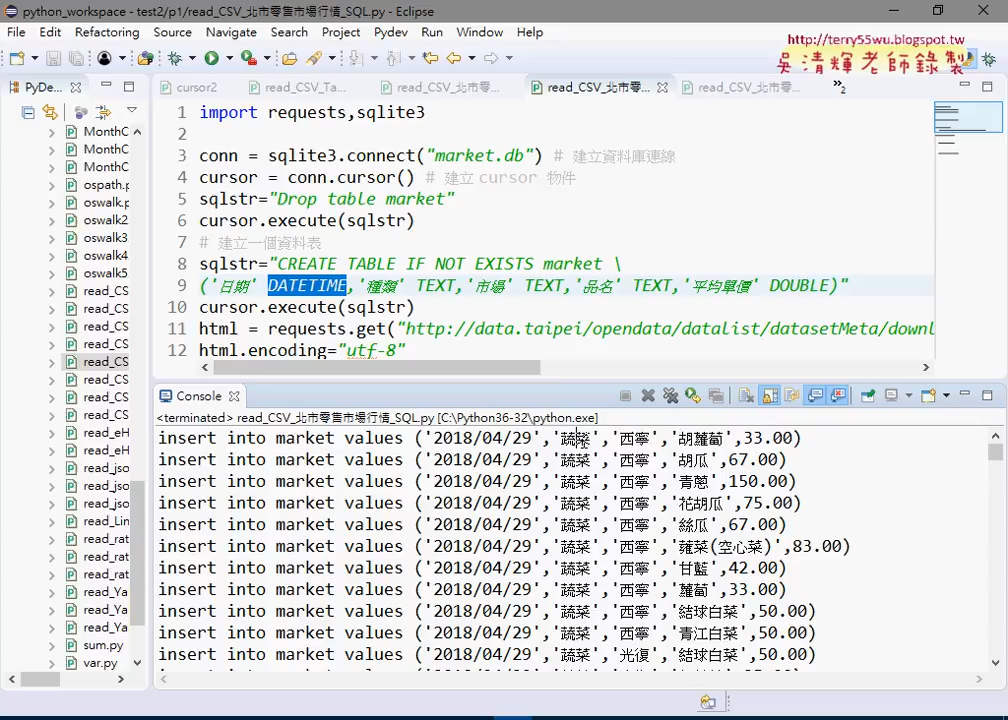 python_workspace - test2/p1/read_CSV_北市零售市場行情_SQL.py - Eclipse
File Edit Refactoring Source Navigate Search Project Pydev Run Window Help
http://terry55wu.blogspot.tw
吳清輝老師錄製
PyDe...
cursor2 read_CSV_Ta... read_CSV_北市零... read_CSV_北市零... read_CSV_北市零... »2
MonthC
MonthC
MonthC
ospath.p
oswalk.p
oswalk2
oswalk3
oswalk4
oswalk5
read_CS
read_CS
read_CS
read_CS
read_CS
read_CS
read_CS
read_eH
read_eH
read_jso
read_jso
read_jso
read_Lin
read_rat
read_rat
read_rat
read_Ya
read_Ya
read_Ya
sum.py
var.py
1 import requests,sqlite3
2
3 conn = sqlite3.connect("market.db") # 建立資料庫連線
4 cursor = conn.cursor() # 建立 cursor 物件
5 sqlstr="Drop table market"
6 cursor.execute(sqlstr)
7 # 建立一個資料表
8 sqlstr="CREATE TABLE IF NOT EXISTS market \
9 ('日期' DATETIME,'種類' TEXT,'市場' TEXT,'品名' TEXT,'平均單價' DOUBLE)"
10 cursor.execute(sqlstr)
11 html = requests.get("http://data.taipei/opendata/datalist/datasetMeta/downl
12 html.encoding="utf-8"
Console
<terminated> read_CSV_北市零售市場行情_SQL.py [C:\Python36-32\python.exe]
insert into market values ('2018/04/29','蔬菜','西寧','胡蘿蔔',33.00)
insert into market values ('2018/04/29','蔬菜','西寧','胡瓜',67.00)
insert into market values ('2018/04/29','蔬菜','西寧','青蔥',150.00)
insert into market values ('2018/04/29','蔬菜','西寧','花胡瓜',75.00)
insert into market values ('2018/04/29','蔬菜','西寧','絲瓜',67.00)
insert into market values ('2018/04/29','蔬菜','西寧','蕹菜(空心菜)',83.00)
insert into market values ('2018/04/29','蔬菜','西寧','甘藍',42.00)
insert into market values ('2018/04/29','蔬菜','西寧','蘿蔔',33.00)
insert into market values ('2018/04/29','蔬菜','西寧','結球白菜',50.00)
insert into market values ('2018/04/29','蔬菜','西寧','青江白菜',50.00)
insert into market values ('2018/04/29','蔬菜','光復','結球白菜',50.00)